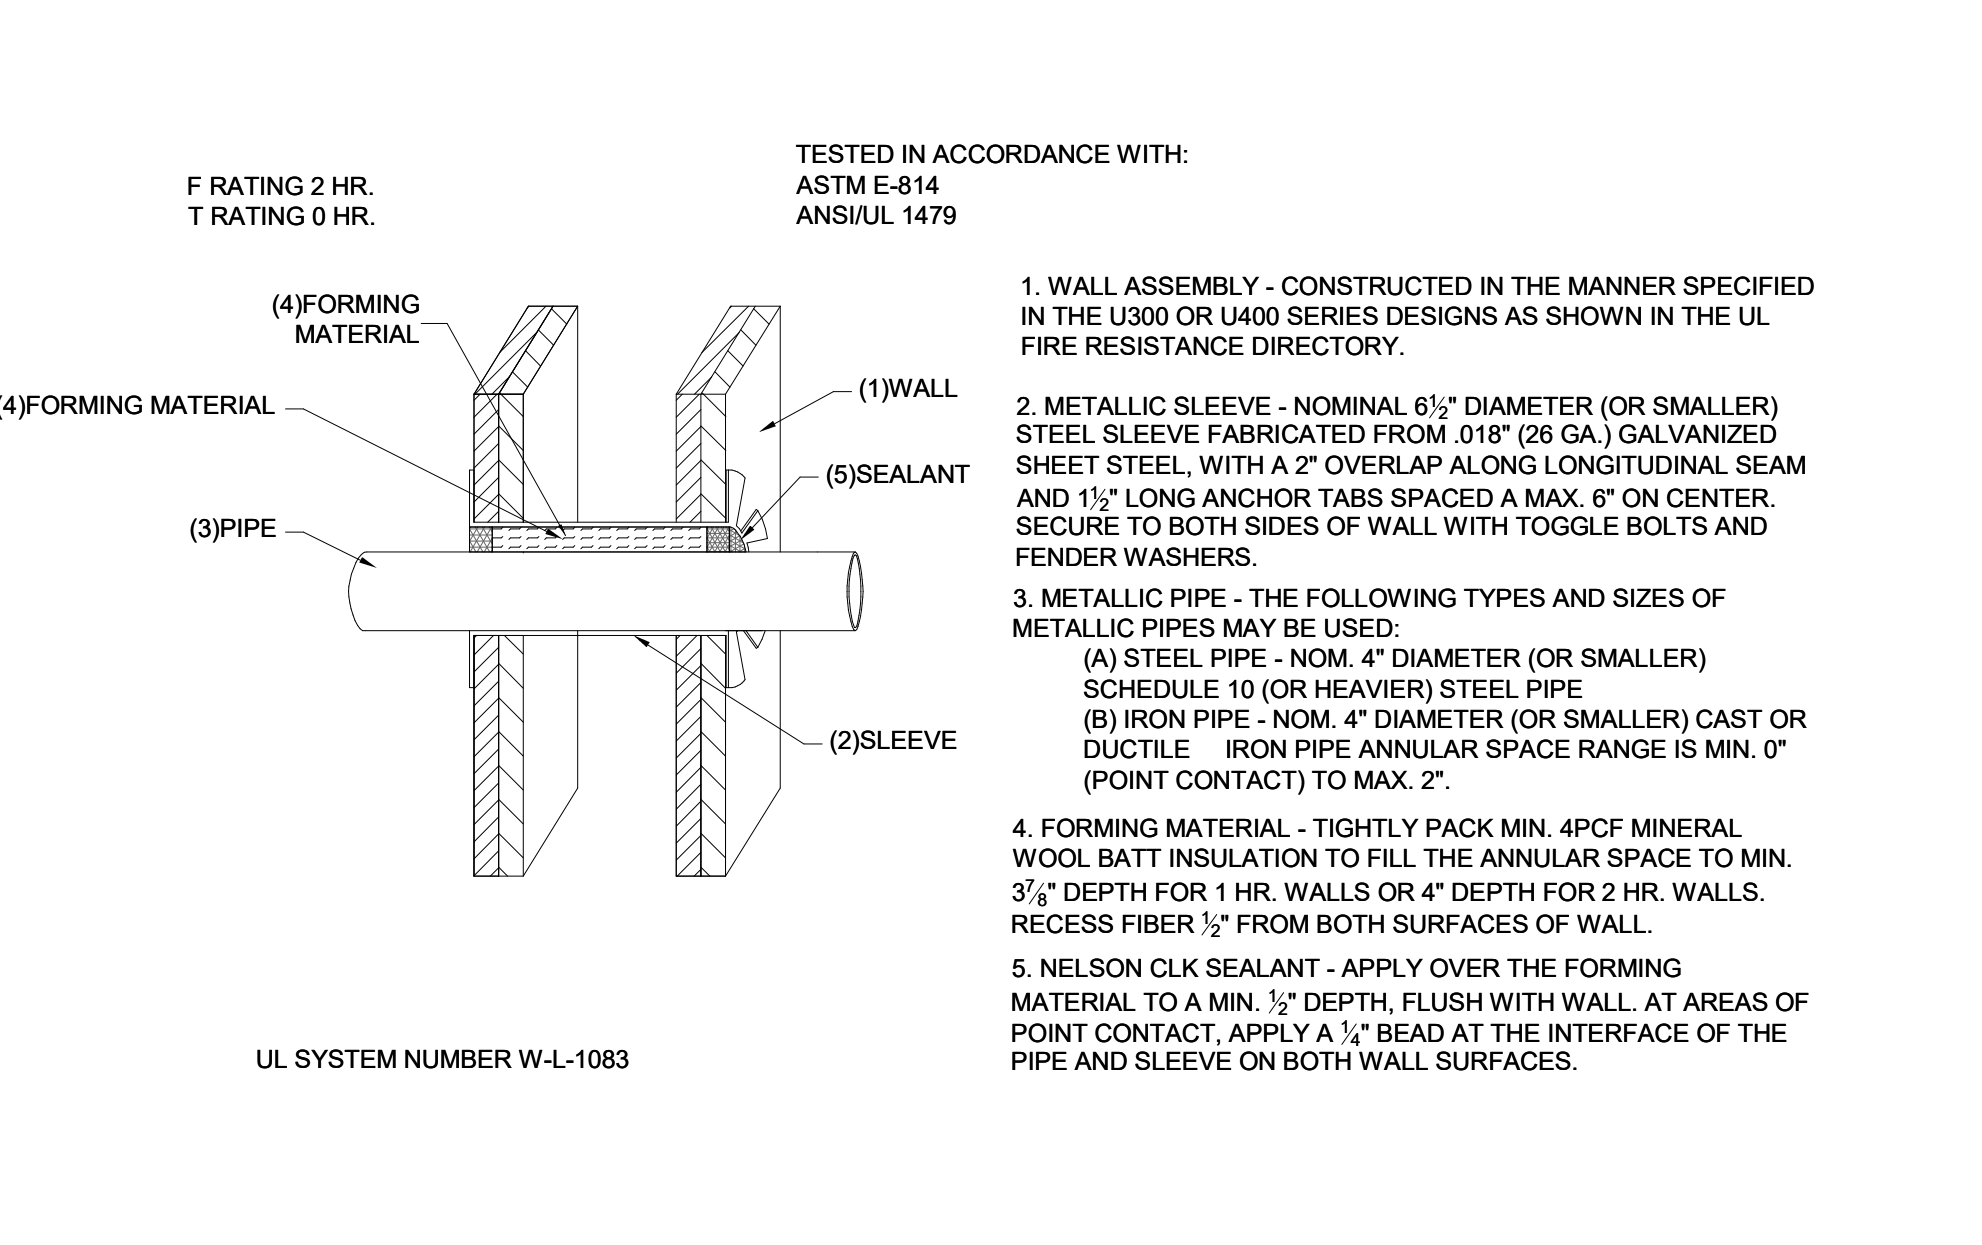 TESTED IN ACCORDANCE WITH:
F RATING 2 HR.
ASTM E-814
T RATING 0 HR.
ANSI/UL 1479
(4)FORMING
MATERIAL
(4)FORMING MATERIAL
(1)WALL
(5)SEALANT
(3)PIPE
(2)SLEEVE
1. WALL ASSEMBLY - CONSTRUCTED IN THE MANNER SPECIFIED
IN THE U300 OR U400 SERIES DESIGNS AS SHOWN IN THE UL
FIRE RESISTANCE DIRECTORY.
2. METALLIC SLEEVE - NOMINAL 6½" DIAMETER (OR SMALLER)
STEEL SLEEVE FABRICATED FROM .018" (26 GA.) GALVANIZED
SHEET STEEL, WITH A 2" OVERLAP ALONG LONGITUDINAL SEAM
AND 1½" LONG ANCHOR TABS SPACED A MAX. 6" ON CENTER.
SECURE TO BOTH SIDES OF WALL WITH TOGGLE BOLTS AND
FENDER WASHERS.
3. METALLIC PIPE - THE FOLLOWING TYPES AND SIZES OF
METALLIC PIPES MAY BE USED:
(A) STEEL PIPE - NOM. 4" DIAMETER (OR SMALLER)
SCHEDULE 10 (OR HEAVIER) STEEL PIPE
(B) IRON PIPE - NOM. 4" DIAMETER (OR SMALLER) CAST OR
DUCTILE IRON PIPE ANNULAR SPACE RANGE IS MIN. 0"
(POINT CONTACT) TO MAX. 2".
4. FORMING MATERIAL - TIGHTLY PACK MIN. 4PCF MINERAL
WOOL BATT INSULATION TO FILL THE ANNULAR SPACE TO MIN.
3⅞" DEPTH FOR 1 HR. WALLS OR 4" DEPTH FOR 2 HR. WALLS.
RECESS FIBER ½" FROM BOTH SURFACES OF WALL.
5. NELSON CLK SEALANT - APPLY OVER THE FORMING
MATERIAL TO A MIN. ½" DEPTH, FLUSH WITH WALL. AT AREAS OF
POINT CONTACT, APPLY A ¼" BEAD AT THE INTERFACE OF THE
PIPE AND SLEEVE ON BOTH WALL SURFACES.
UL SYSTEM NUMBER W-L-1083